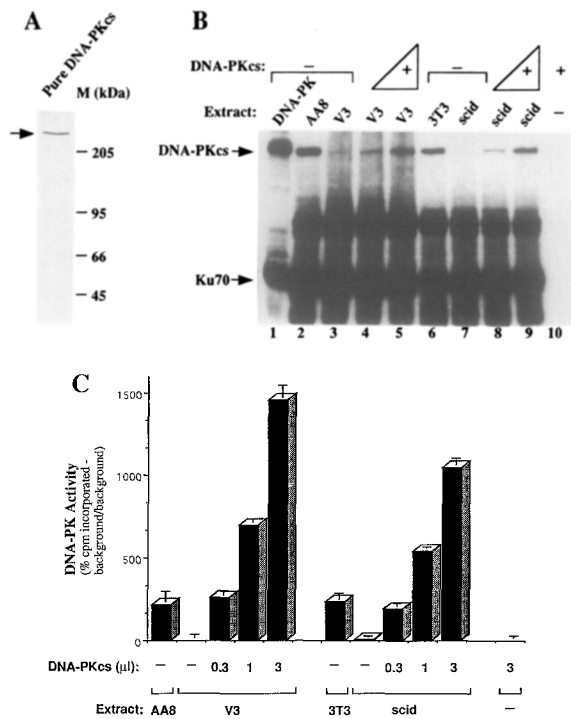 A
Pure DNA-PKcs
M (kDa)
205
95
66
45
B
DNA-PKcs: – + – + +
Extract: DNA-PK AA8 V3 V3 V3 3T3 scid scid scid –
DNA-PKcs
Ku70
1 2 3 4 5 6 7 8 9 10
C
DNA-PK Activity
(% cpm incorporated -
background/background)
1500
1000
500
0
DNA-PKcs (µl): – – 0.3 1 3 – – 0.3 1 3 3
Extract: AA8 V3 3T3 scid –